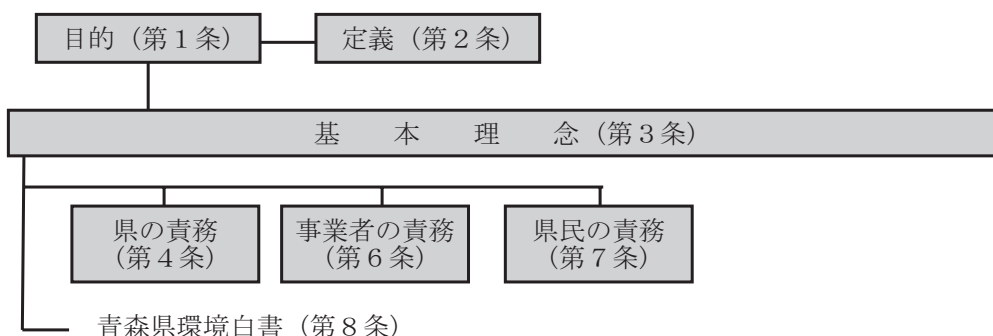 目的（第１条）
定義（第２条）
基本理念（第３条）
県の責務
（第４条）
事業者の責務
（第６条）
県民の責務
（第７条）
青森県環境白書（第８条）